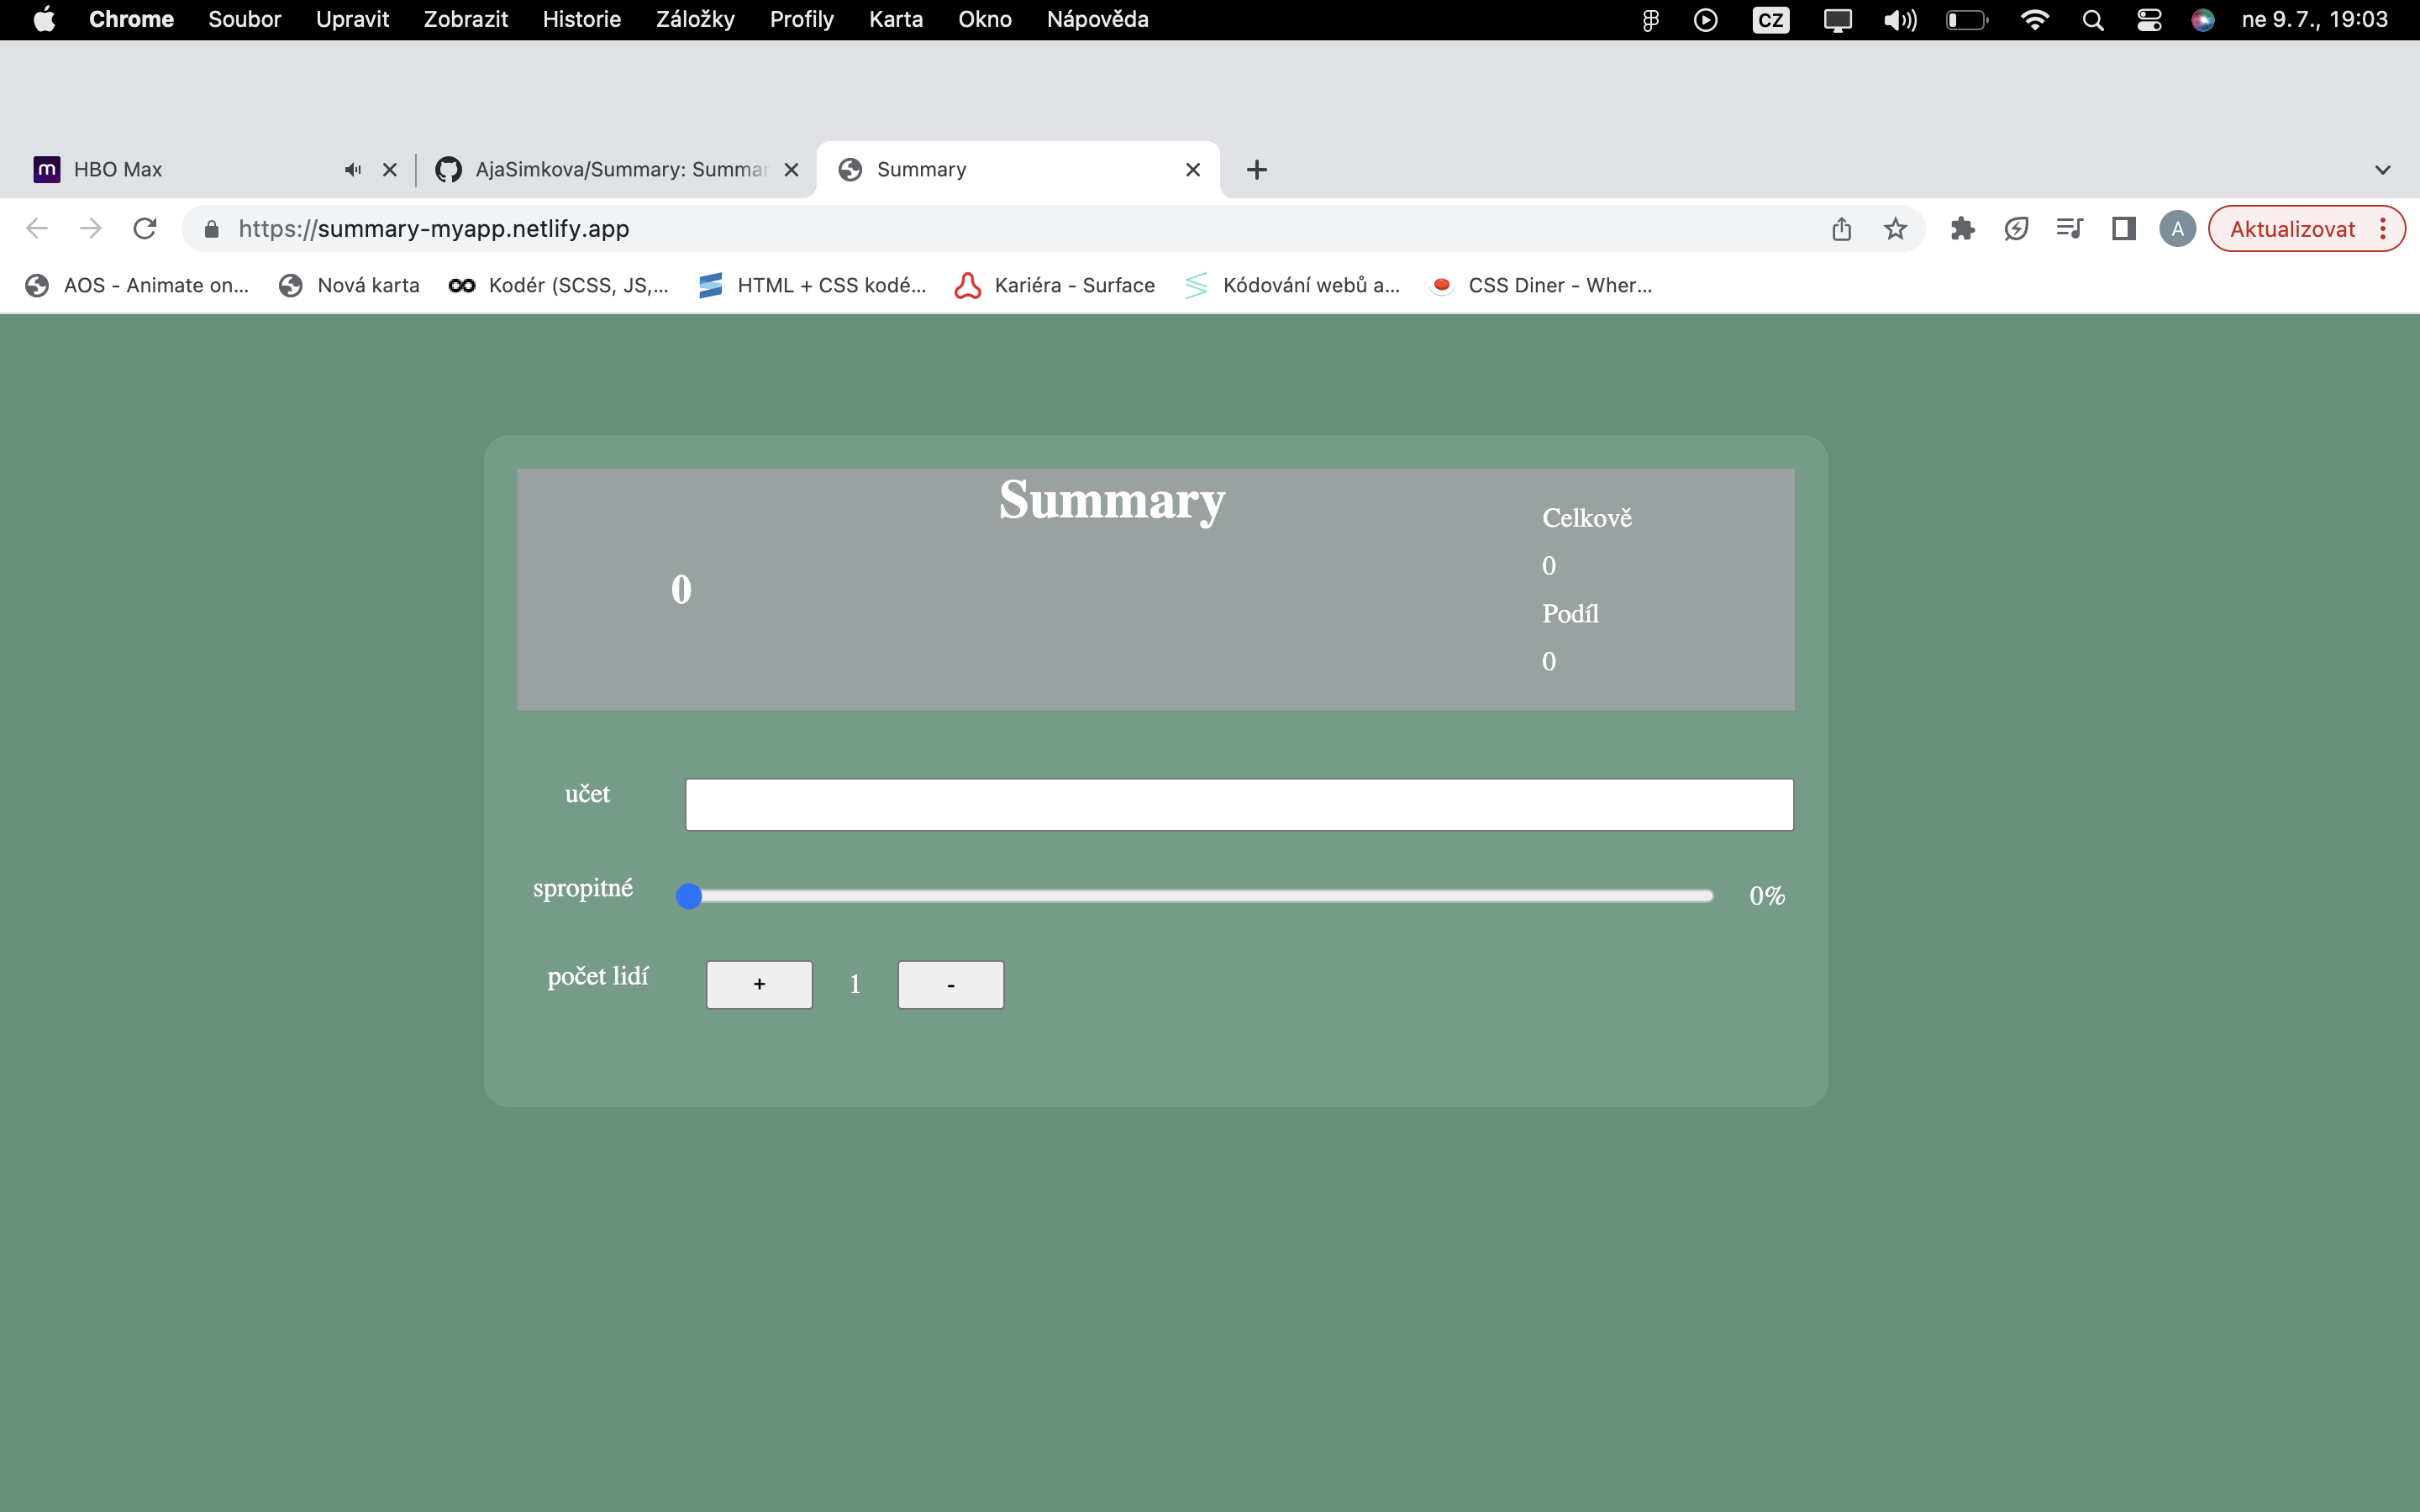 Chrome Soubor Upravit Zobrazit Historie Záložky Profily Karta Okno Nápověda CZ ne 9. 7., 19:03
m HBO Max AjaSimkova/Summary: Summar Summary
https://summary-myapp.netlify.app A Aktualizovat
AOS - Animate on... Nová karta Kodér (SCSS, JS,... HTML + CSS kodé... Kariéra - Surface Kódování webů a... CSS Diner - Wher...
Summary
0
Celkově
0
Podíl
0
učet
spropitné 0%
počet lidí + 1 -